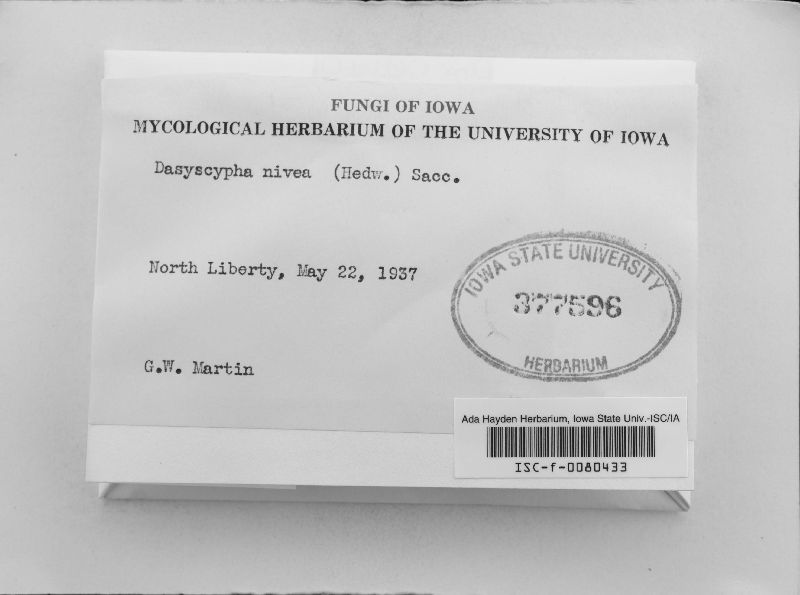 FUNGI OF IOWA
MYCOLOGICAL HERBARIUM OF THE UNIVERSITY OF IOWA
Dasyscypha nivea (Hedw.) Sacc.
North Liberty, May 22, 1937
IOWA STATE UNIVERSITY
377596
HERBARIUM
G.W. Martin
Ada Hayden Herbarium, Iowa State Univ.-ISC/IA
ISC-f-0080433